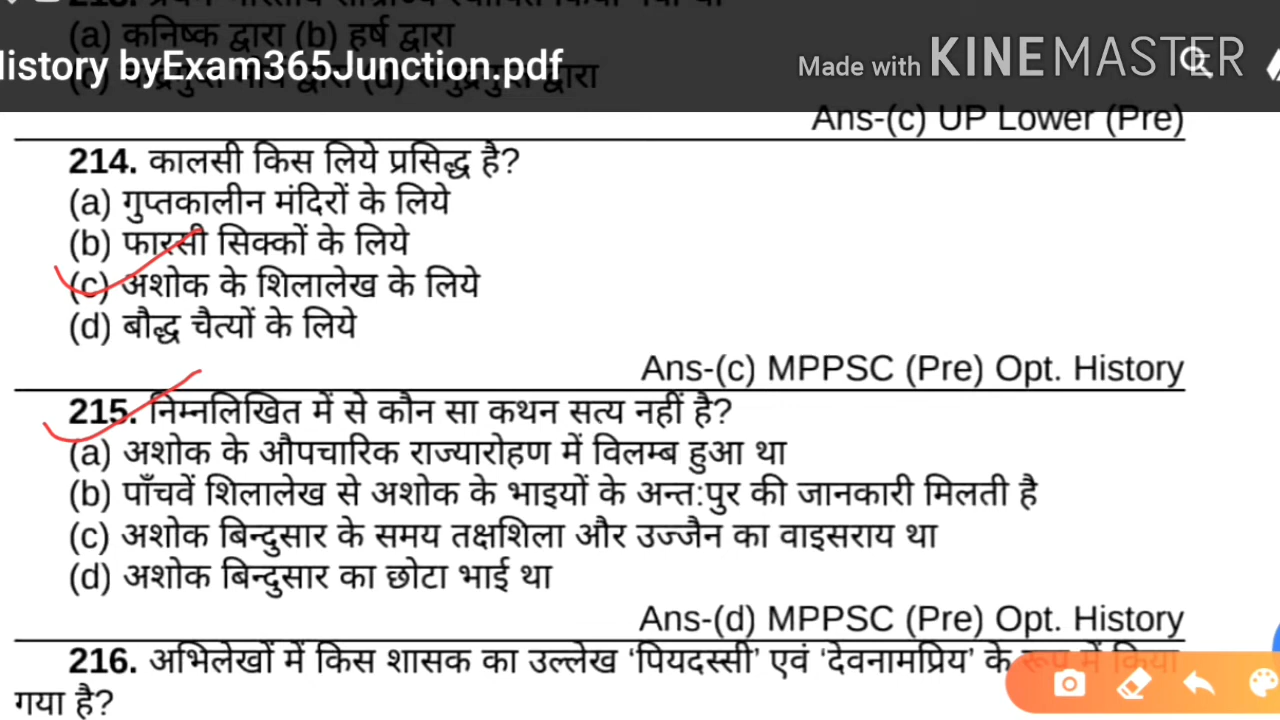 (a) कनिष्क द्वारा (b) हर्ष द्वारा
History byExam365Junction.pdf
Made with KINEMASTER
द्वारा (d) समुद्रगुप्त द्वारा
Ans-(c) UP Lower (Pre)
214. कालसी किस लिये प्रसिद्ध है?
(a) गुप्तकालीन मंदिरों के लिये
(b) फारसी सिक्कों के लिये
(c) अशोक के शिलालेख के लिये
(d) बौद्ध चैत्यों के लिये
Ans-(c) MPPSC (Pre) Opt. History
215. निम्नलिखित में से कौन सा कथन सत्य नहीं है?
(a) अशोक के औपचारिक राज्यारोहण में विलम्ब हुआ था
(b) पाँचवें शिलालेख से अशोक के भाइयों के अन्त:पुर की जानकारी मिलती है
(c) अशोक बिन्दुसार के समय तक्षशिला और उज्जैन का वाइसराय था
(d) अशोक बिन्दुसार का छोटा भाई था
Ans-(d) MPPSC (Pre) Opt. History
216. अभिलेखों में किस शासक का उल्लेख ‘पियदस्सी’ एवं ‘देवनामप्रिय’ के रूप में किया
गया है?